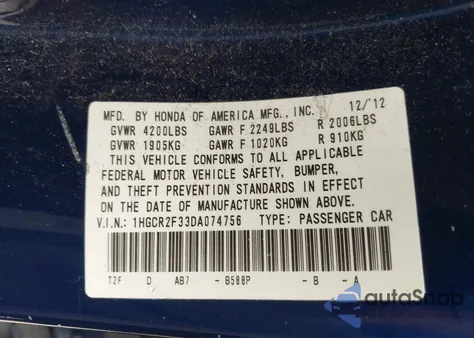 MFD. BY HONDA OF AMERICA MFG., INC. 12/'12
GVWR 4200LBS GAWR F 2249LBS R 2006LBS
GVWR 1905KG GAWR F 1020KG R 910KG
THIS VEHICLE CONFORMS TO ALL APPLICABLE
FEDERAL MOTOR VEHICLE SAFETY, BUMPER,
AND THEFT PREVENTION STANDARDS IN EFFECT
ON THE DATE OF MANUFACTURE SHOWN ABOVE.
V.I.N.: 1HGCR2F33DA074756 TYPE: PASSENGER CAR
T2F D AB7 - B588P - B - A
autoSnap